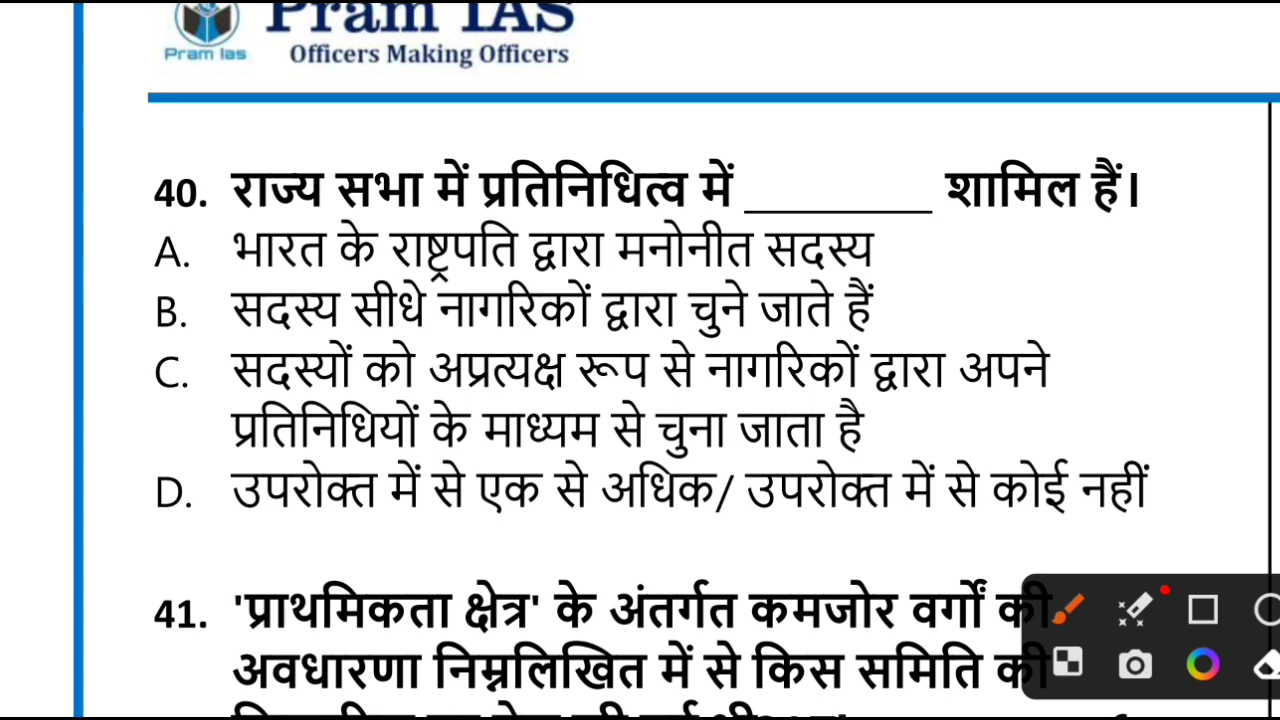 Pram IAS
Pram Ias
Officers Making Officers
40. राज्य सभा में प्रतिनिधित्व में _________ शामिल हैं।
A. भारत के राष्ट्रपति द्वारा मनोनीत सदस्य
B. सदस्य सीधे नागरिकों द्वारा चुने जाते हैं
C. सदस्यों को अप्रत्यक्ष रूप से नागरिकों द्वारा अपने
प्रतिनिधियों के माध्यम से चुना जाता है
D. उपरोक्त में से एक से अधिक/ उपरोक्त में से कोई नहीं
41. 'प्राथमिकता क्षेत्र' के अंतर्गत कमजोर वर्गों की
अवधारणा निम्नलिखित में से किस समिति की